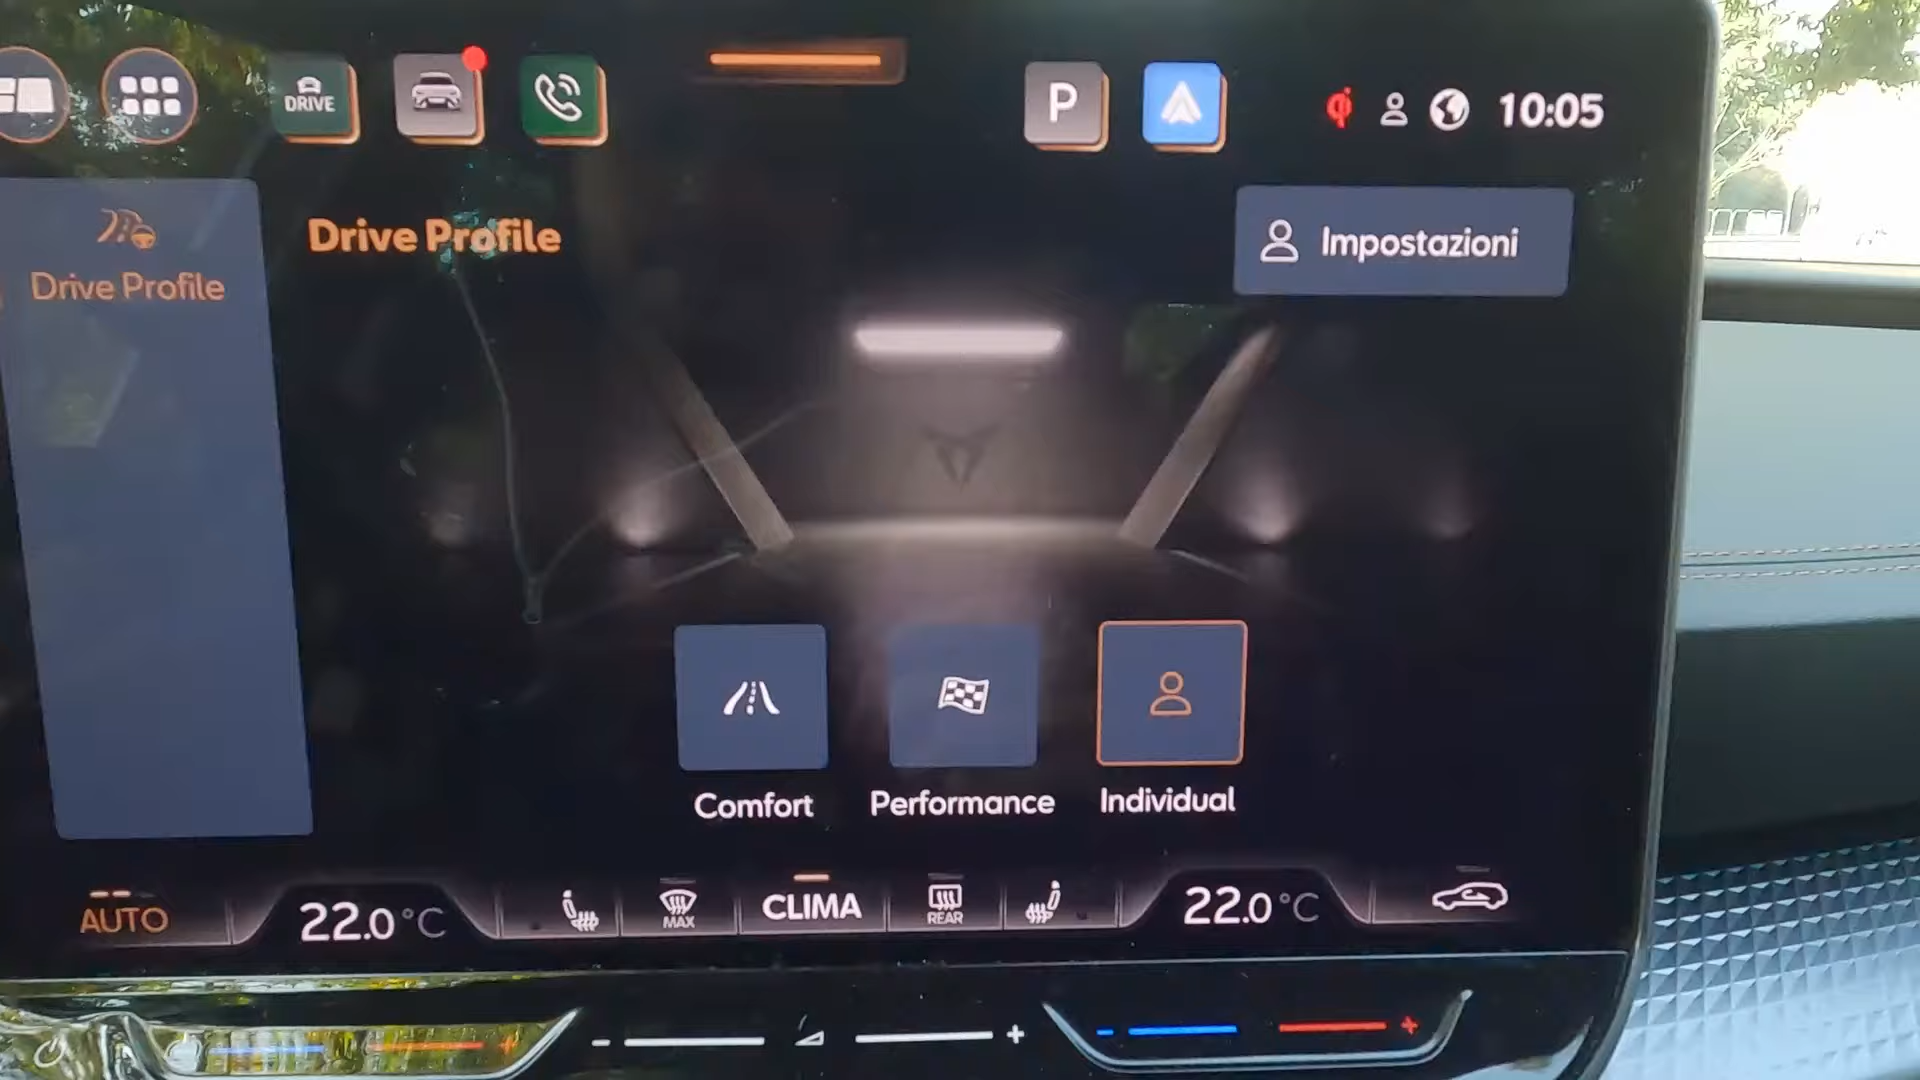 DRIVE
P
10:05
Drive Profile
Drive Profile
Impostazioni
Comfort
Performance
Individual
AUTO
22.0°C
MAX
CLIMA
REAR
22.0°C
- +
- +